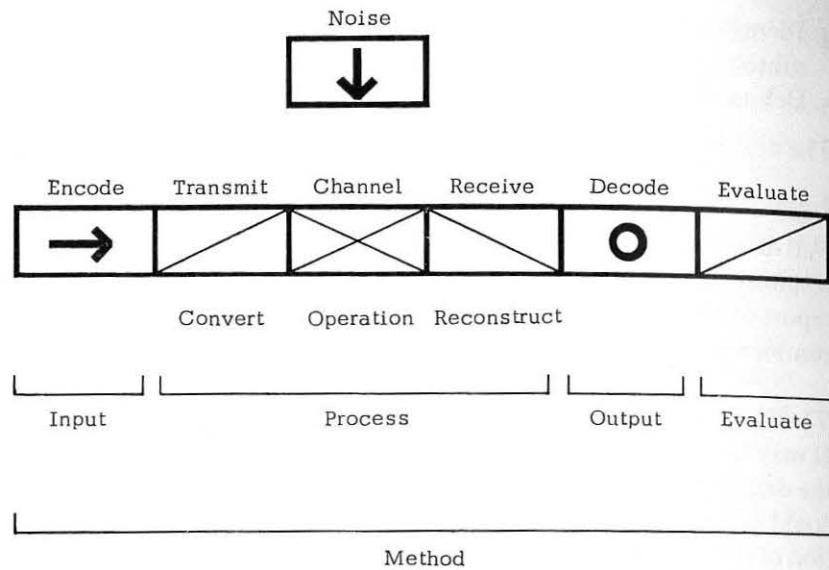 Noise
Encode Transmit Channel Receive Decode Evaluate
Convert Operation Reconstruct
Input Process Output Evaluate
Method